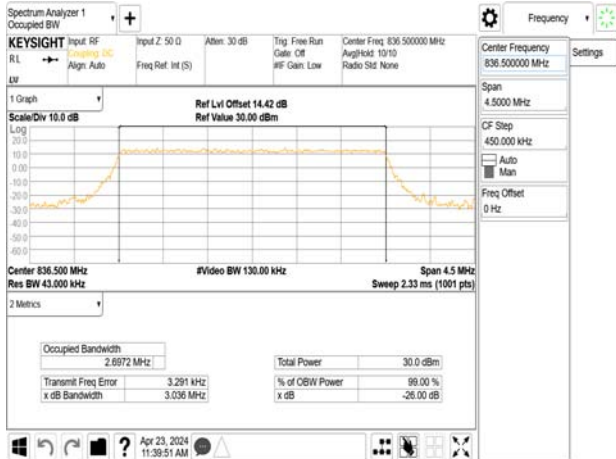 Spectrum Analyzer 1
Occupied BW
KEYSIGHT Input: RF
RL
Coupling: DC
Align: Auto
Input Z: 50 Ω
Freq Ref: Int (S)
Atten: 30 dB
Trig: Free Run
Gate: Off
#IF Gain: Low
Center Freq: 836.500000 MHz
Avg|Hold: 10/10
Radio Std: None
Frequency
Center Frequency
836.500000 MHz
Settings
Span
4.5000 MHz
CF Step
450.000 kHz
Auto
Man
Freq Offset
0 Hz
1 Graph
Scale/Div 10.0 dB
Ref Lvl Offset 14.42 dB
Ref Value 30.00 dBm
Log
20.0
10.0
0.00
-10.0
-20.0
-30.0
-40.0
-50.0
-60.0
Center 836.500 MHz
#Video BW 130.00 kHz
Span 4.5 MHz
Res BW 43.000 kHz
Sweep 2.33 ms (1001 pts)
2 Metrics
Occupied Bandwidth
2.6972 MHz
Total Power 30.0 dBm
Transmit Freq Error 3.291 kHz
% of OBW Power 99.00 %
x dB Bandwidth 3.036 MHz
x dB -26.00 dB
Apr 23, 2024
11:39:51 AM